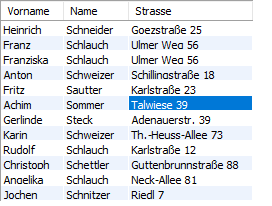 Vorname Name Strasse
Heinrich Schneider Goezstraße 25
Franz Schlauch Ulmer Weg 56
Franziska Schlauch Ulmer Weg 56
Anton Schweizer Schillingstraße 18
Fritz Sautter Karlstraße 23
Achim Sommer Talwiese 39
Gerlinde Steck Adenauerstr. 39
Karin Schweizer Th.-Heuss-Allee 73
Rudolf Schlauch Karlstraße 12
Christoph Schettler Guttenbrunnstraße 88
Angelika Schlauch Neck-Allee 81
Jochen Schnitzer Riedl 7